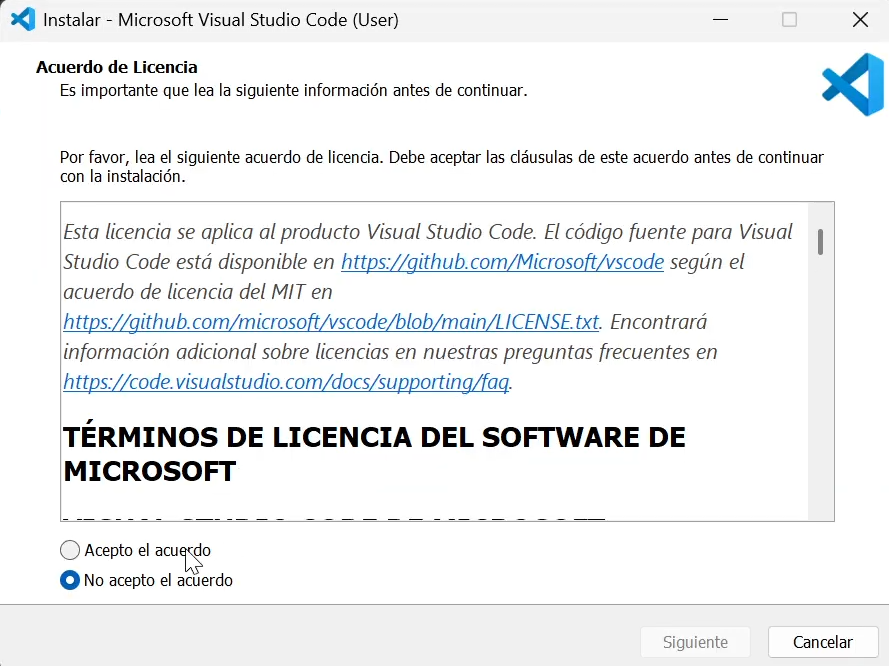 Instalar - Microsoft Visual Studio Code (User)
Acuerdo de Licencia
Es importante que lea la siguiente información antes de continuar.
Por favor, lea el siguiente acuerdo de licencia. Debe aceptar las cláusulas de este acuerdo antes de continuar
con la instalación.
Esta licencia se aplica al producto Visual Studio Code. El código fuente para Visual
Studio Code está disponible en https://github.com/Microsoft/vscode según el
acuerdo de licencia del MIT en
https://github.com/microsoft/vscode/blob/main/LICENSE.txt. Encontrará
información adicional sobre licencias en nuestras preguntas frecuentes en
https://code.visualstudio.com/docs/supporting/faq.
TÉRMINOS DE LICENCIA DEL SOFTWARE DE
MICROSOFT
Acepto el acuerdo
No acepto el acuerdo
Siguiente
Cancelar